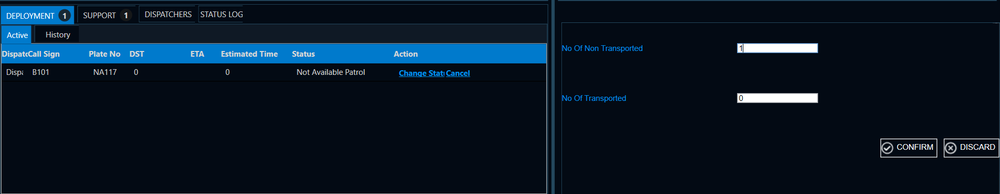 DEPLOYMENT 1 SUPPORT 1 DISPATCHERS STATUS LOG
Active History
Dispatc Call Sign Plate No DST ETA Estimated Time Status Action
Dispa B101 NA117 0 0 Not Available Patrol Change Stat Cancel
No Of Non Transported 1
No Of Transported 0
CONFIRM DISCARD